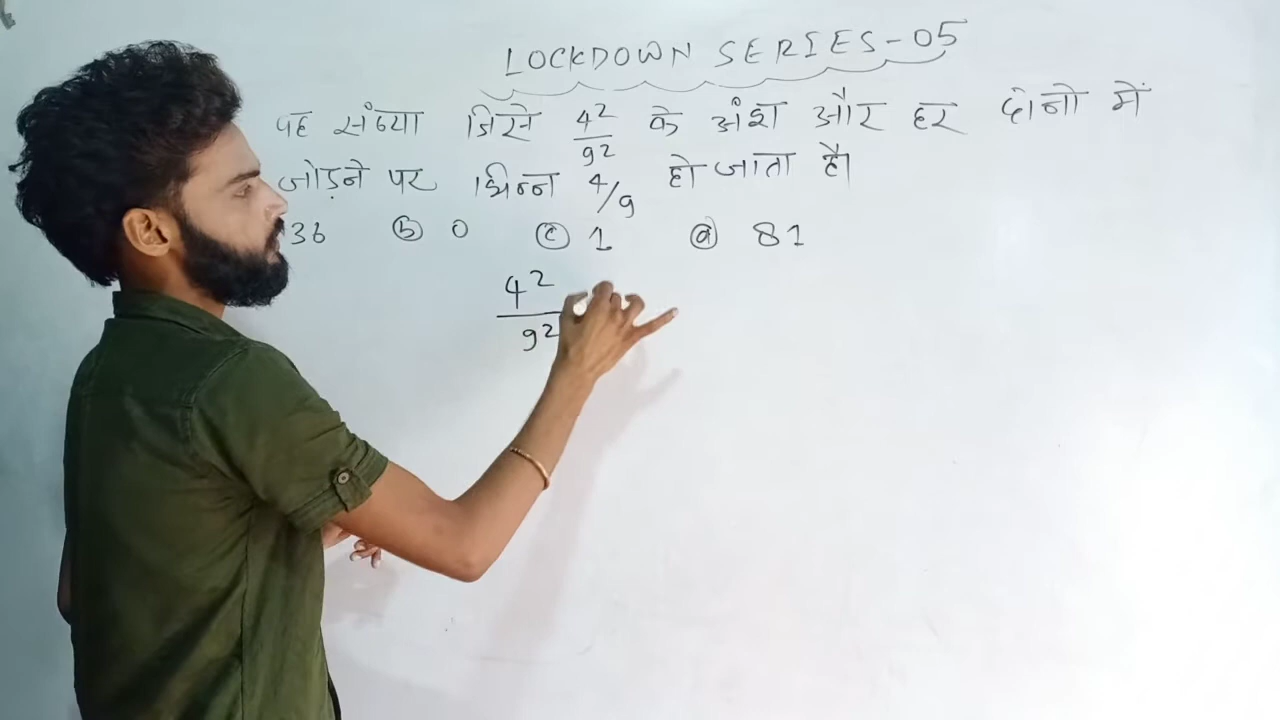 LOCKDOWN SERIES-05
वह संख्या जिसे 4²/9² के अंश और हर दोनो में
जोड़ने पर भिन्न 4/9 हो जाता है।
36 (b) 0 (c) 1 (d) 81
4²/9²